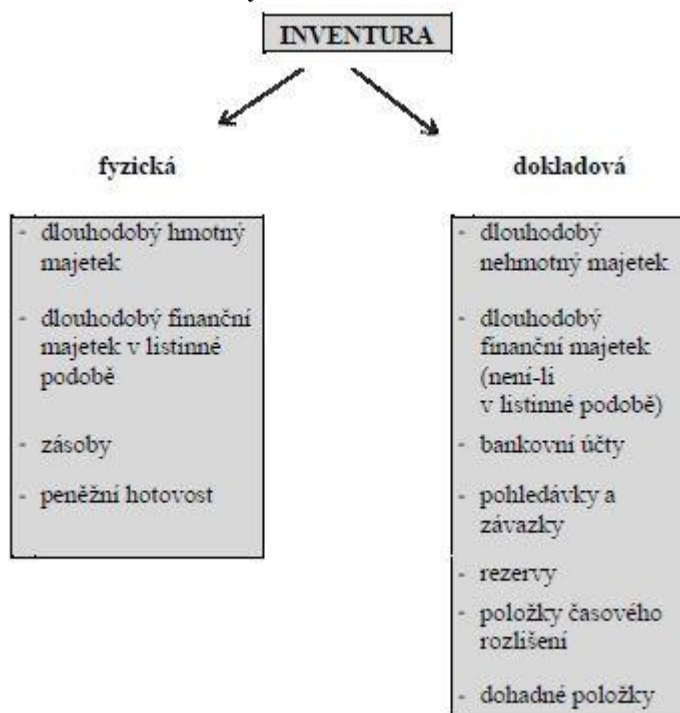 INVENTURA
fyzická
- dlouhodobý hmotný
majetek
- dlouhodobý finanční
majetek v listinné
podobě
- zásoby
- peněžní hotovost
dokladová
- dlouhodobý
nehmotný majetek
- dlouhodobý
finanční majetek
(není-li
v listinné podobě)
- bankovní účty
- pohledávky a
závazky
- rezervy
- položky časového
rozlišení
- dohadné položky